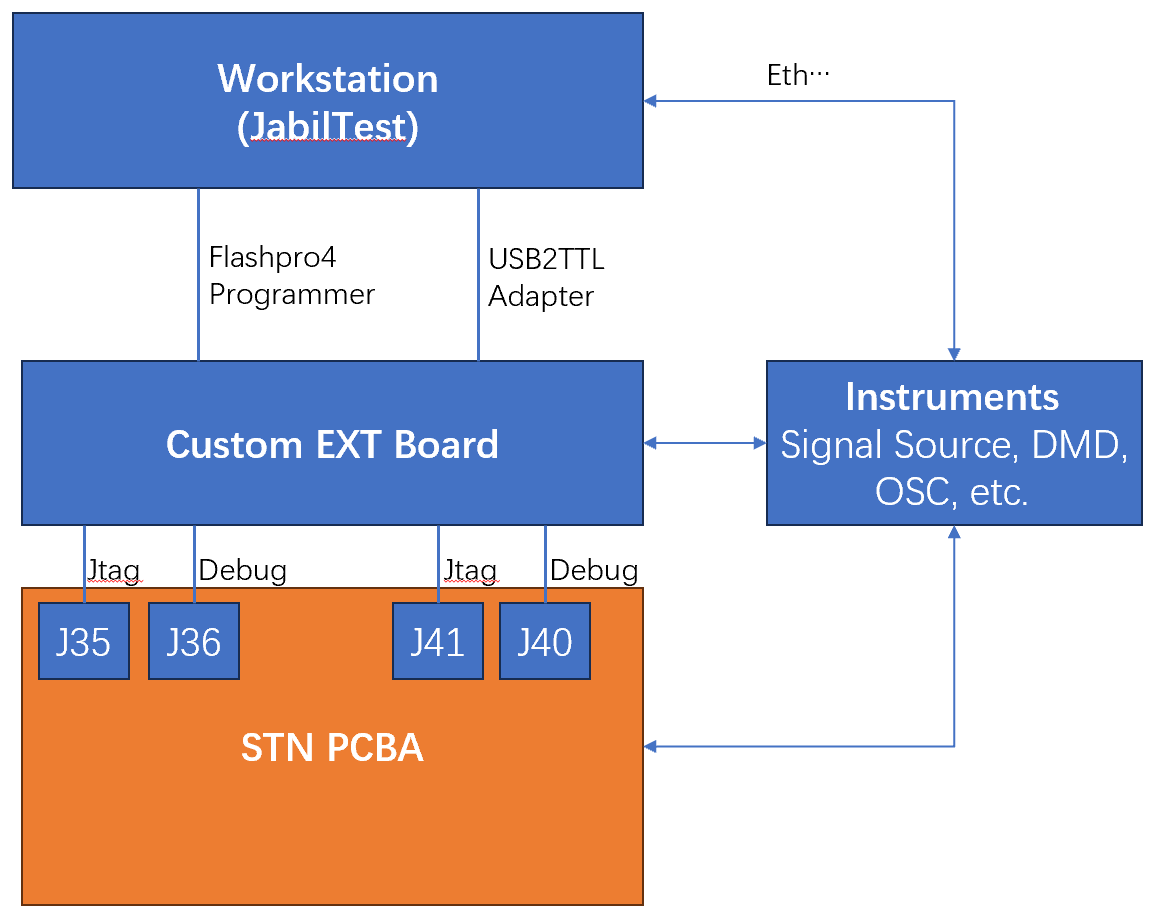 Workstation
(JabilTest)
Eth…
Flashpro4
Programmer
USB2TTL
Adapter
Custom EXT Board
Instruments
Signal Source, DMD,
OSC, etc.
Jtag
Debug
Jtag
Debug
J35
J36
J41
J40
STN PCBA